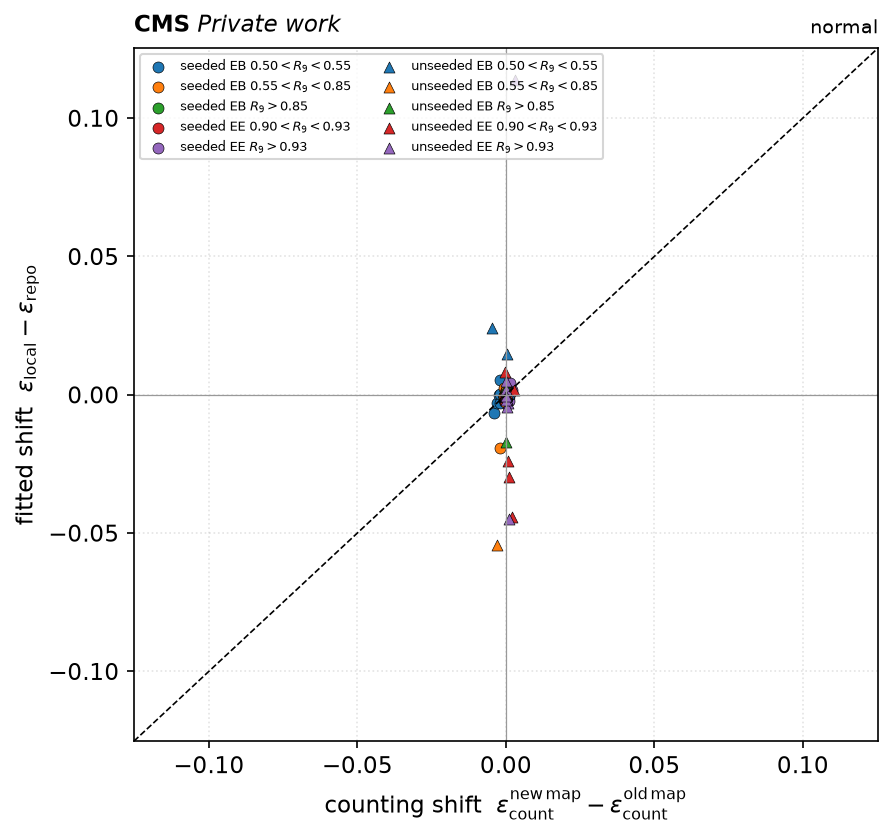 CMS Private work
normal
seeded EB 0.50 < R₉ < 0.55
seeded EB 0.55 < R₉ < 0.85
seeded EB R₉ > 0.85
seeded EE 0.90 < R₉ < 0.93
seeded EE R₉ > 0.93
unseeded EB 0.50 < R₉ < 0.55
unseeded EB 0.55 < R₉ < 0.85
unseeded EB R₉ > 0.85
unseeded EE 0.90 < R₉ < 0.93
unseeded EE R₉ > 0.93
0.10
0.05
0.00
−0.05
−0.10
fitted shift ε_local − ε_repo
−0.10
−0.05
0.00
0.05
0.10
counting shift ε_count^new map − ε_count^old map